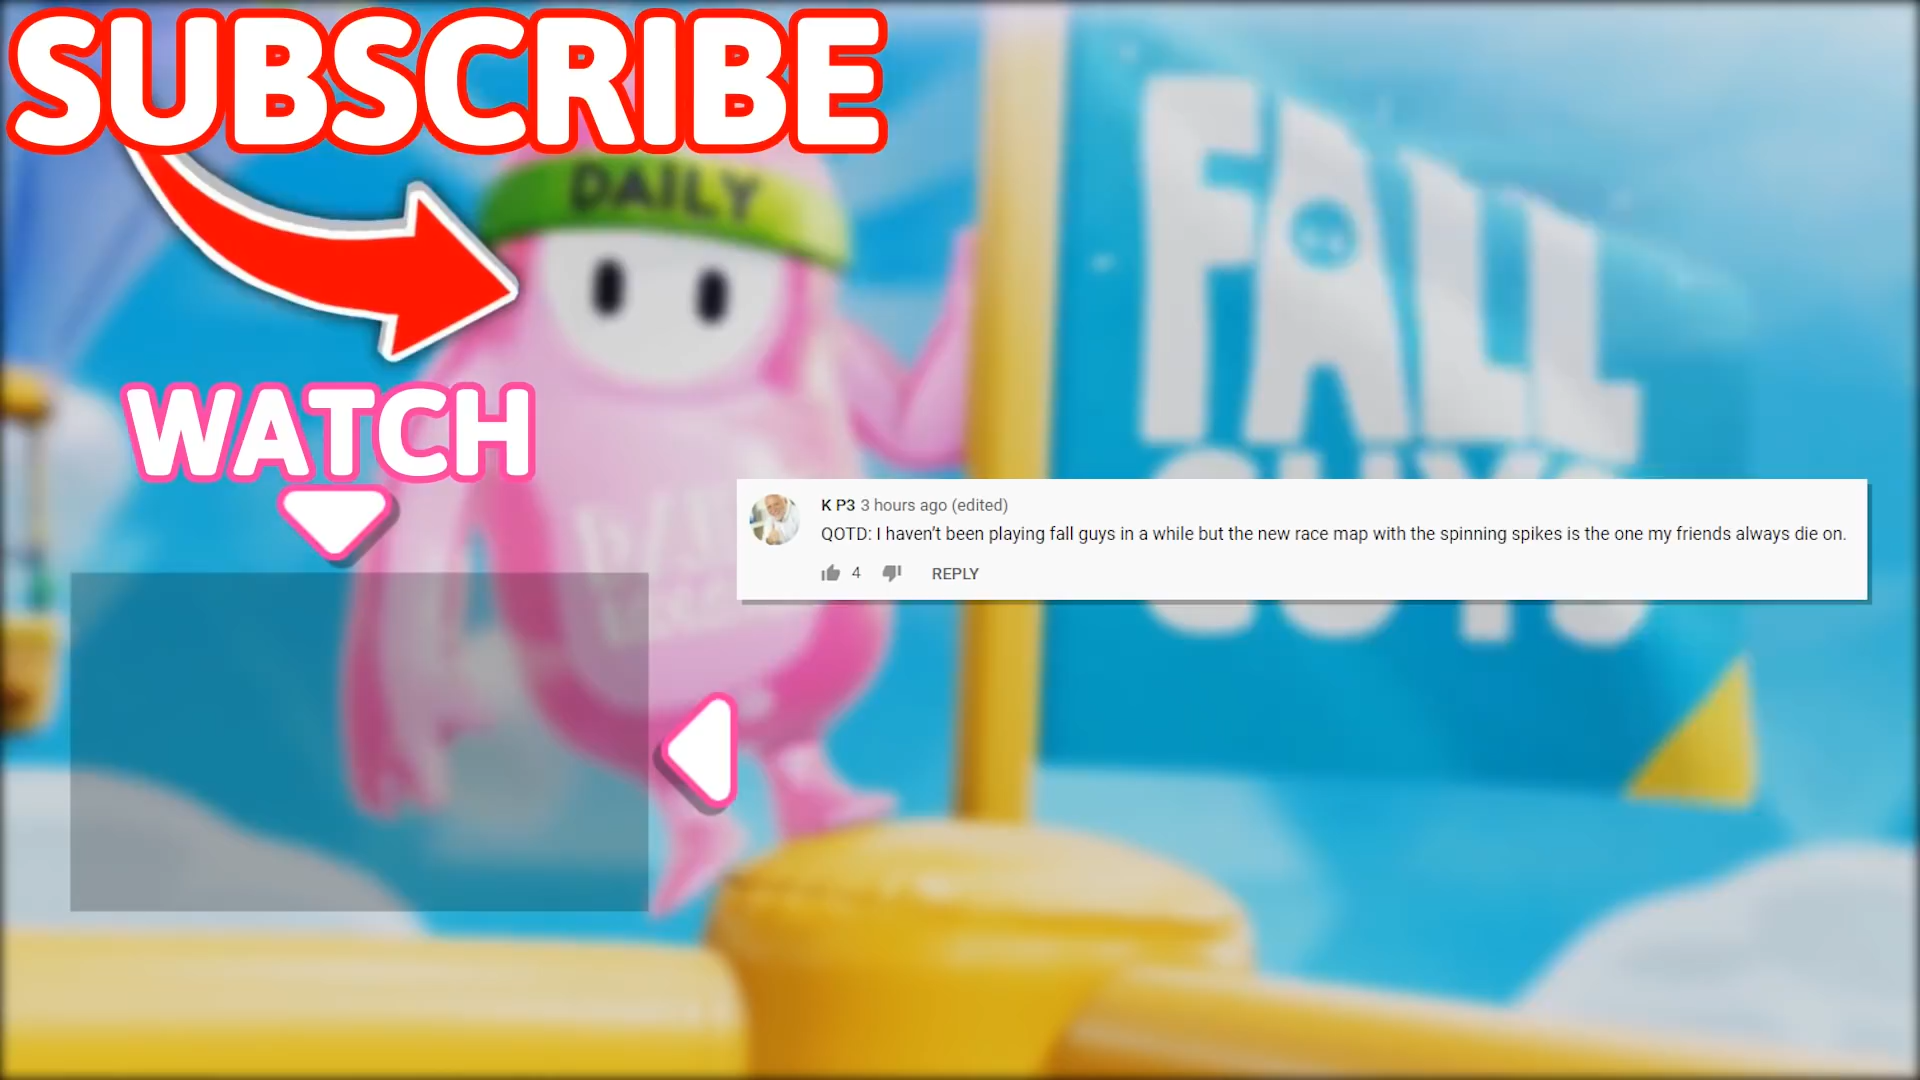 SUBSCRIBE
DAILY
FALL
GUYS
WATCH
K P3 3 hours ago (edited)
QOTD: I haven't been playing fall guys in a while but the new race map with the spinning spikes is the one my friends always die on.
4 REPLY